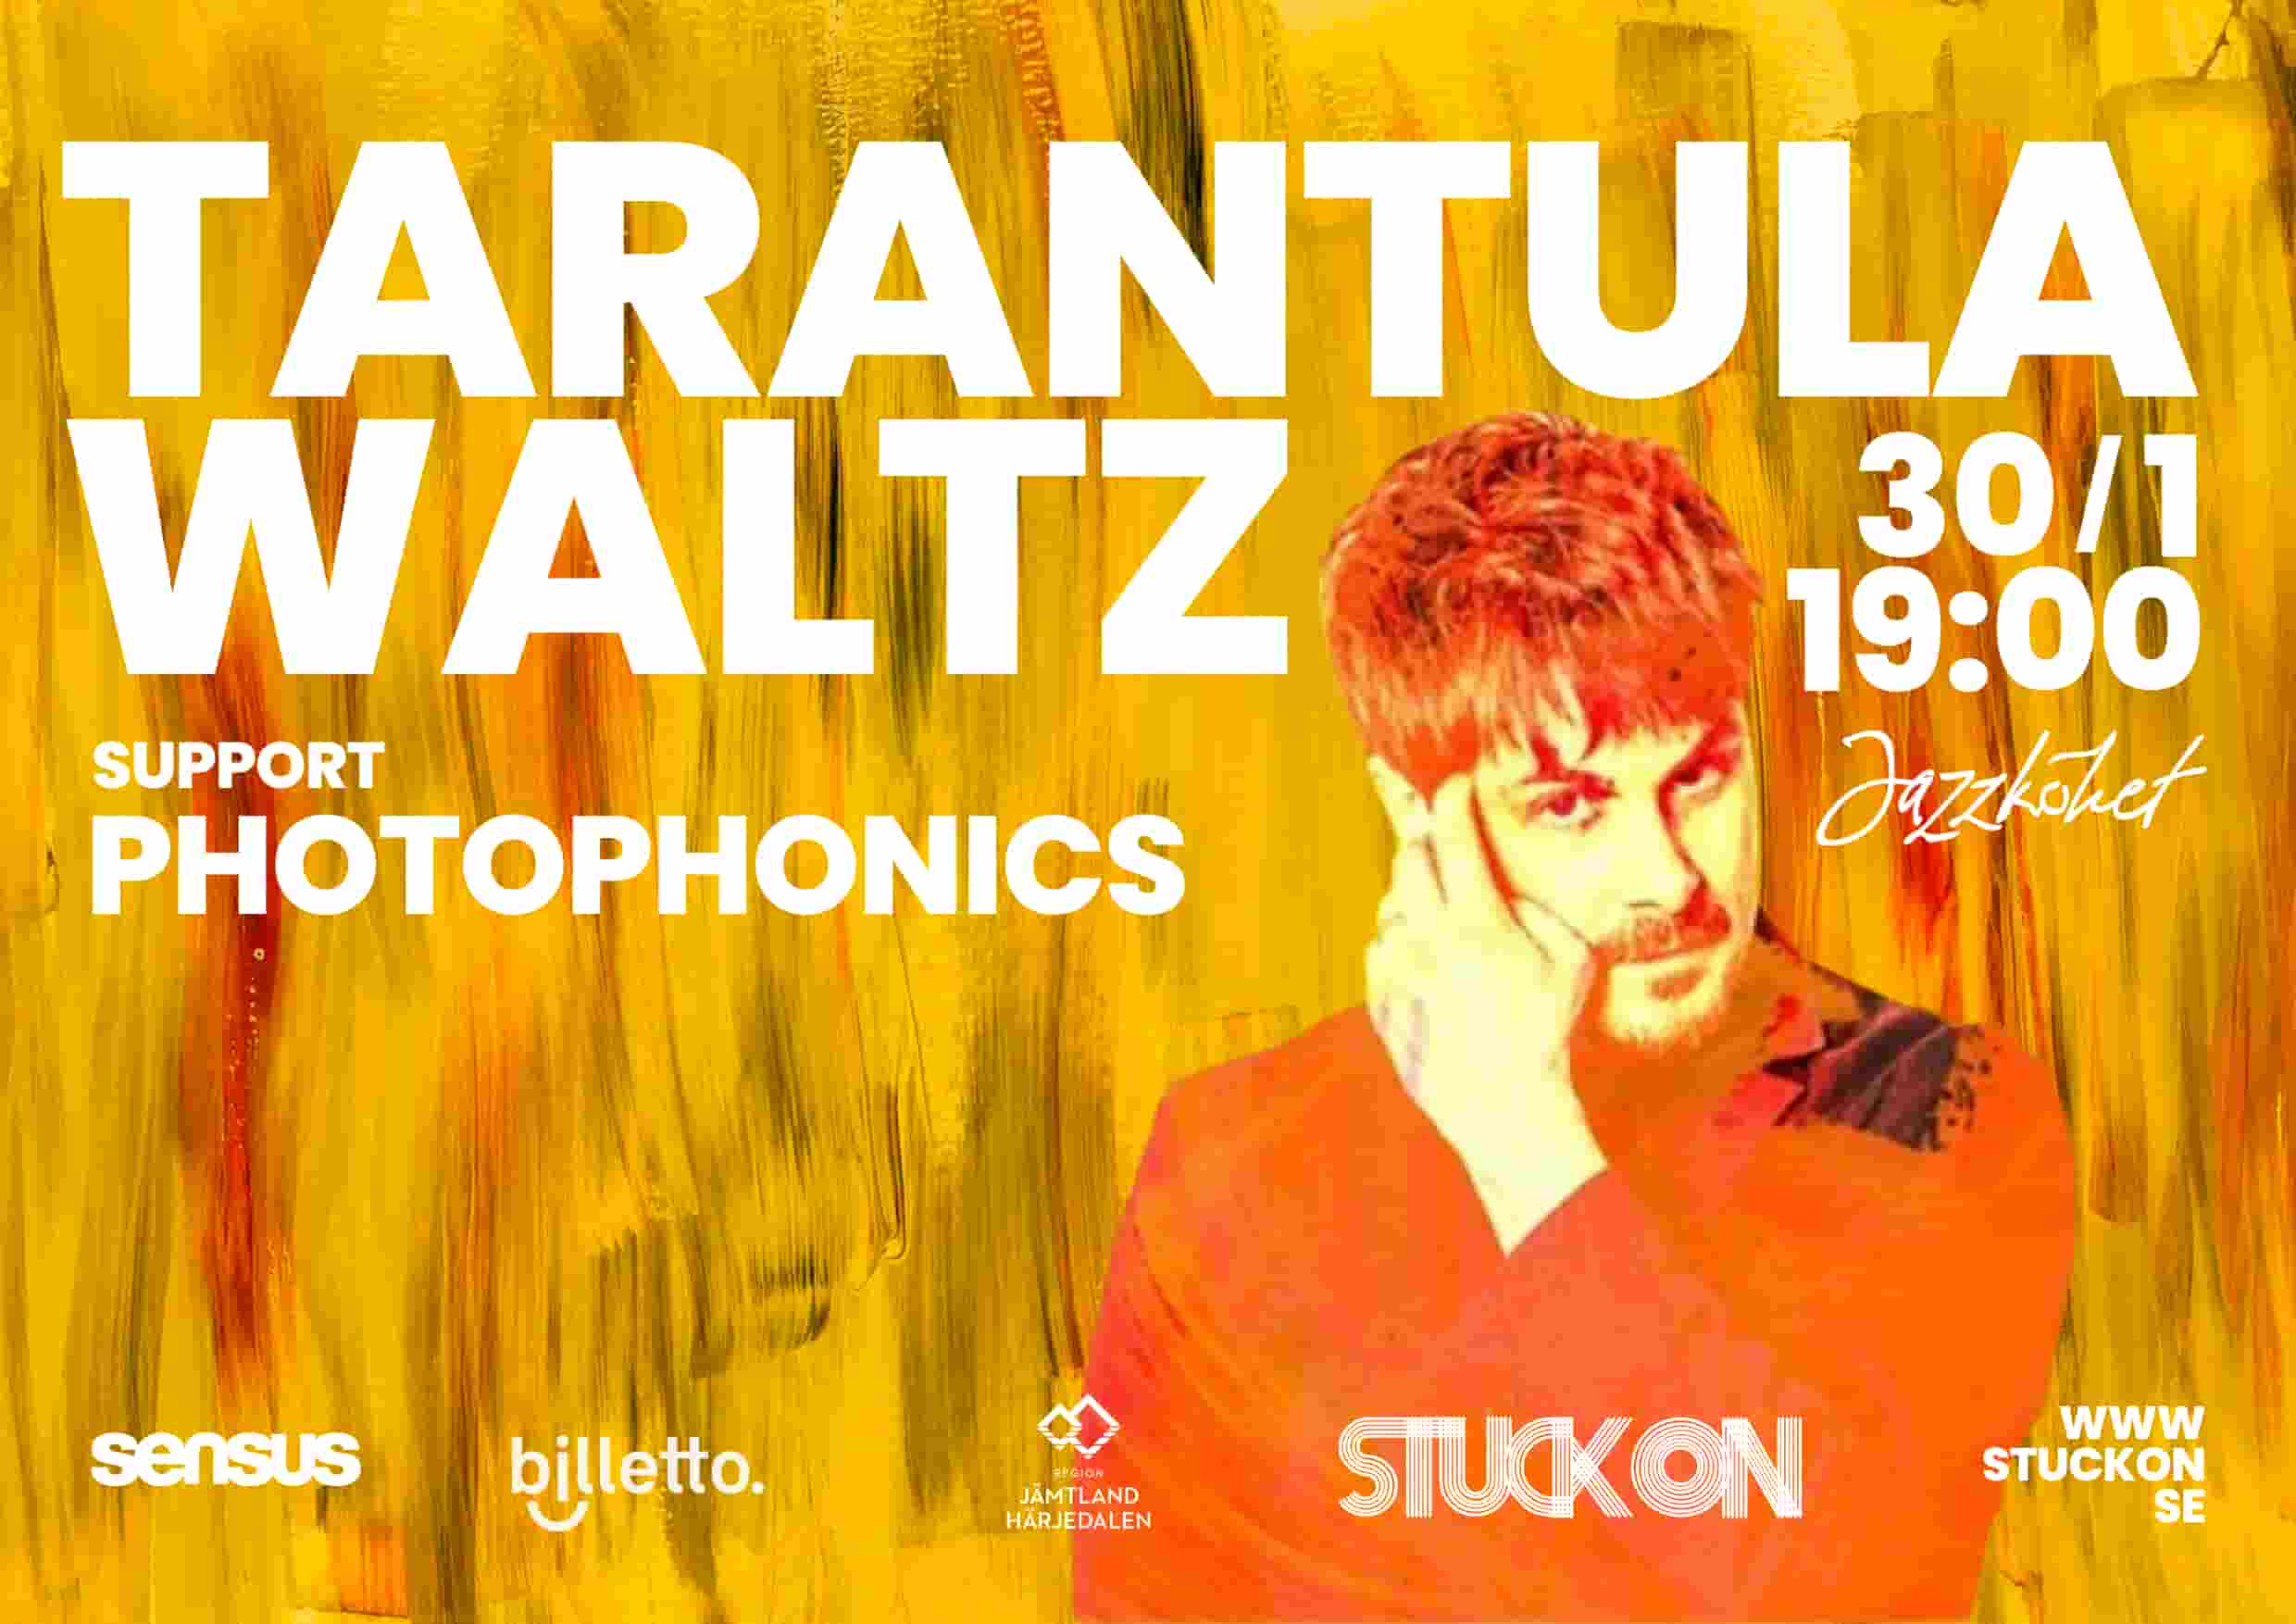 TARANTULA
WALTZ
30/1
19:00
Jazzköket
SUPPORT
PHOTOPHONICS
sensus
billetto.
REGION
JÄMTLAND
HÄRJEDALEN
STUCK ON
WWW
STUCKON
SE